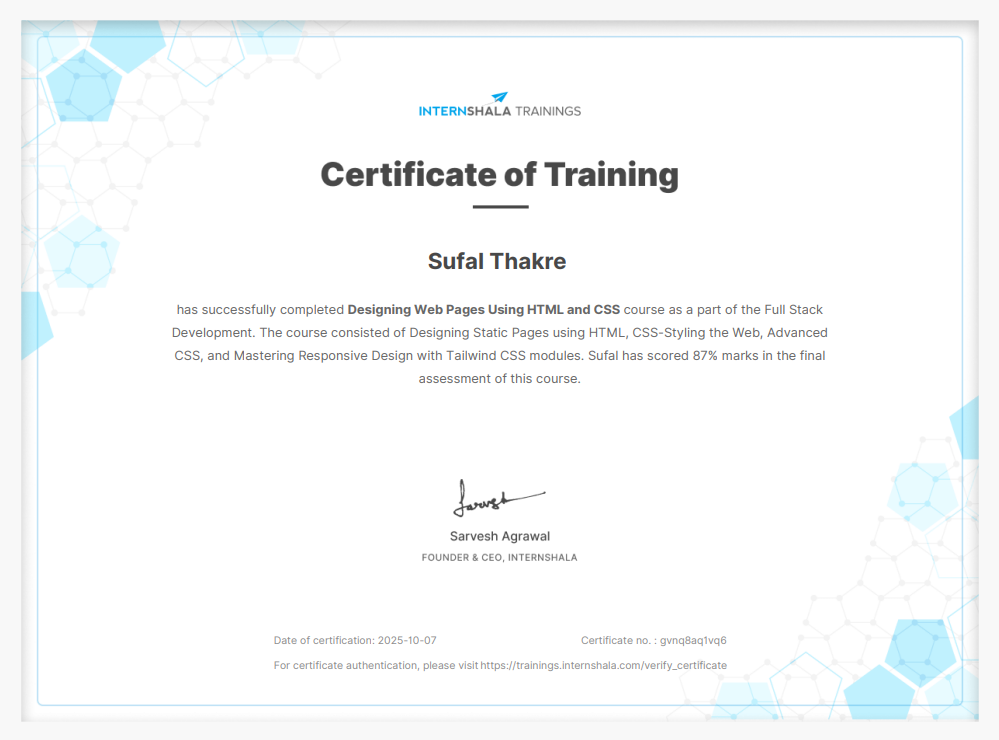 INTERNSHALA TRAININGS
Certificate of Training
Sufal Thakre
has successfully completed Designing Web Pages Using HTML and CSS course as a part of the Full Stack
Development. The course consisted of Designing Static Pages using HTML, CSS-Styling the Web, Advanced
CSS, and Mastering Responsive Design with Tailwind CSS modules. Sufal has scored 87% marks in the final
assessment of this course.
Sarvesh
Sarvesh Agrawal
FOUNDER & CEO, INTERNSHALA
Date of certification: 2025-10-07 Certificate no. : gvnq8aq1vq6
For certificate authentication, please visit https://trainings.internshala.com/verify_certificate